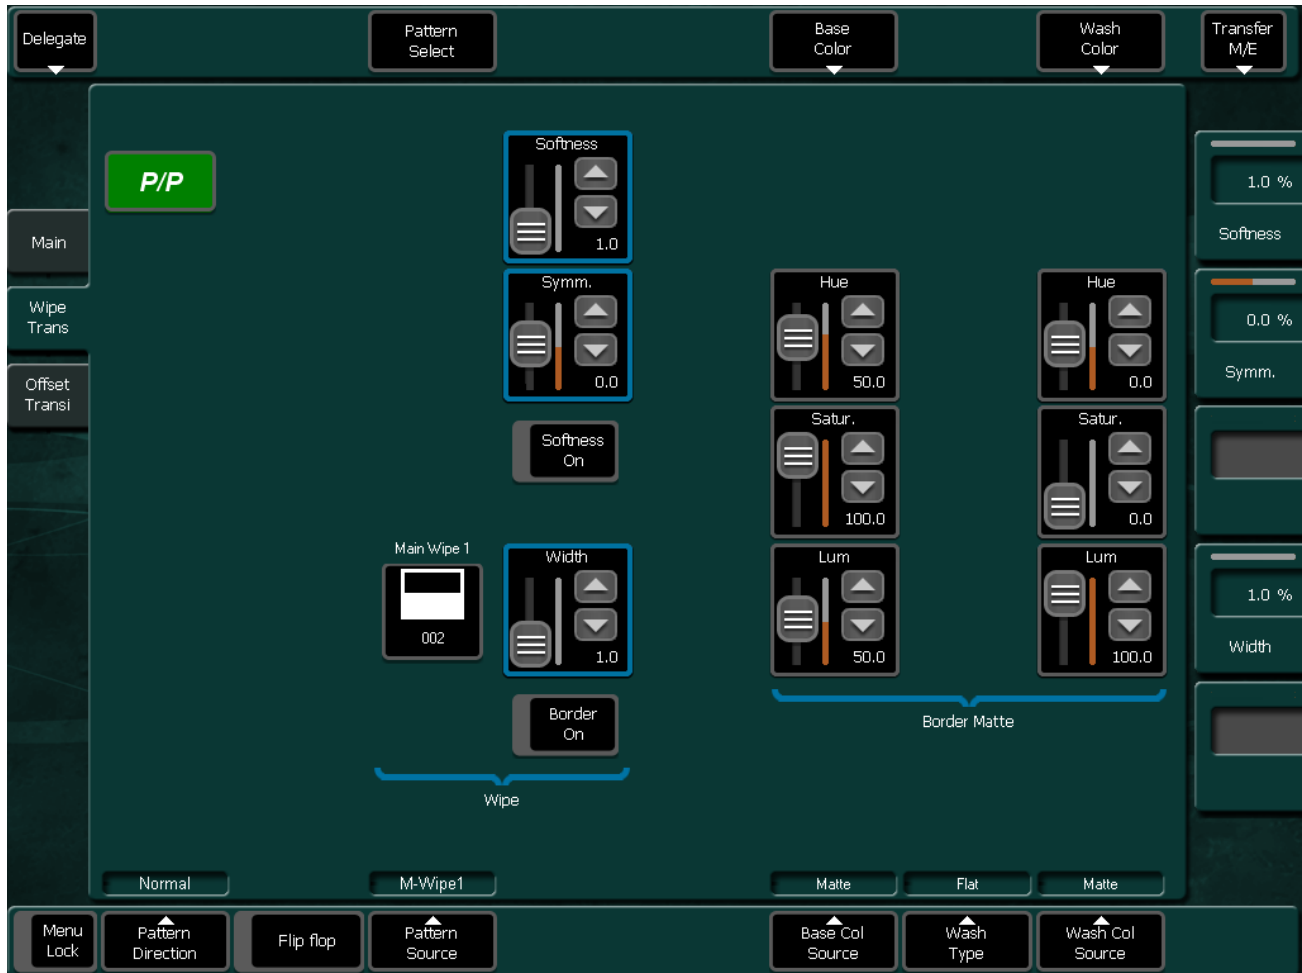 Delegate
Pattern
Select
Base
Color
Wash
Color
Transfer
M/E
P/P
Main
Wipe
Trans
Offset
Transi
Softness
1.0
Symm.
0.0
Softness
On
Main Wipe 1
002
Width
1.0
Border
On
Wipe
Hue
50.0
Satur.
100.0
Lum
50.0
Hue
0.0
Satur.
0.0
Lum
100.0
Border Matte
1.0 %
Softness
0.0 %
Symm.
1.0 %
Width
Normal
M-Wipe1
Matte
Flat
Matte
Menu
Lock
Pattern
Direction
Flip flop
Pattern
Source
Base Col
Source
Wash
Type
Wash Col
Source